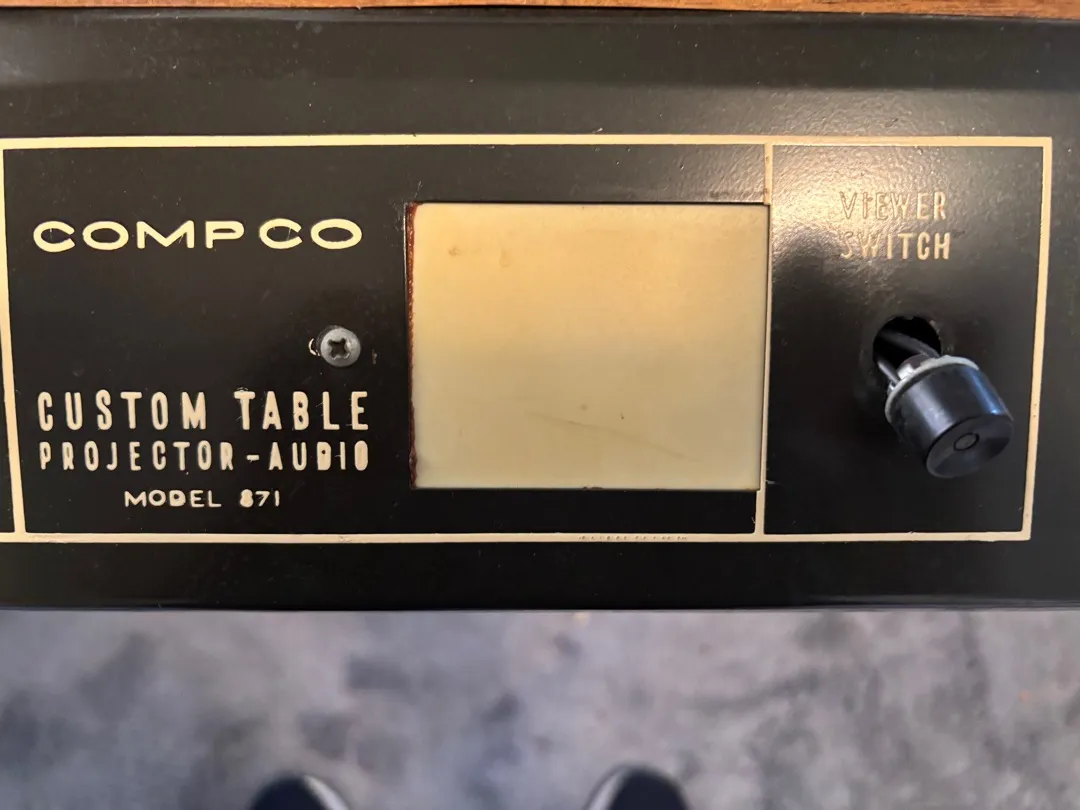 COMPCO
CUSTOM TABLE
PROJECTOR-AUDIO
MODEL 871
VIEWER
SWITCH